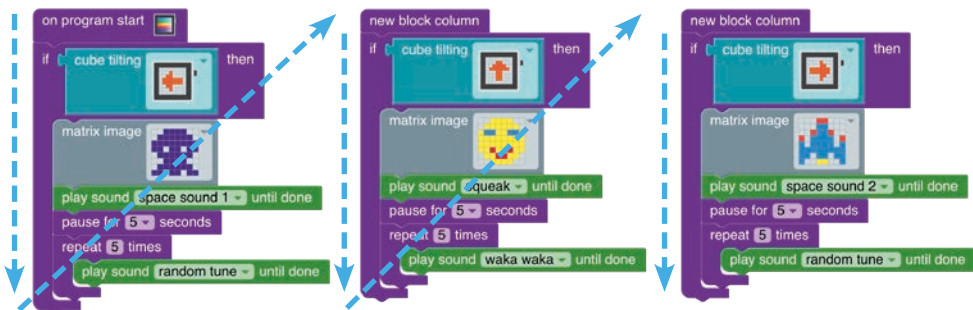 on program start
if cube tilting then
matrix image
play sound space sound 1 until done
pause for 5 seconds
repeat 5 times
play sound random tune until done
new block column
if cube tilting then
matrix image
play sound squeak until done
pause for 5 seconds
repeat 5 times
play sound waka waka until done
new block column
if cube tilting then
matrix image
play sound space sound 2 until done
pause for 5 seconds
repeat 5 times
play sound random tune until done